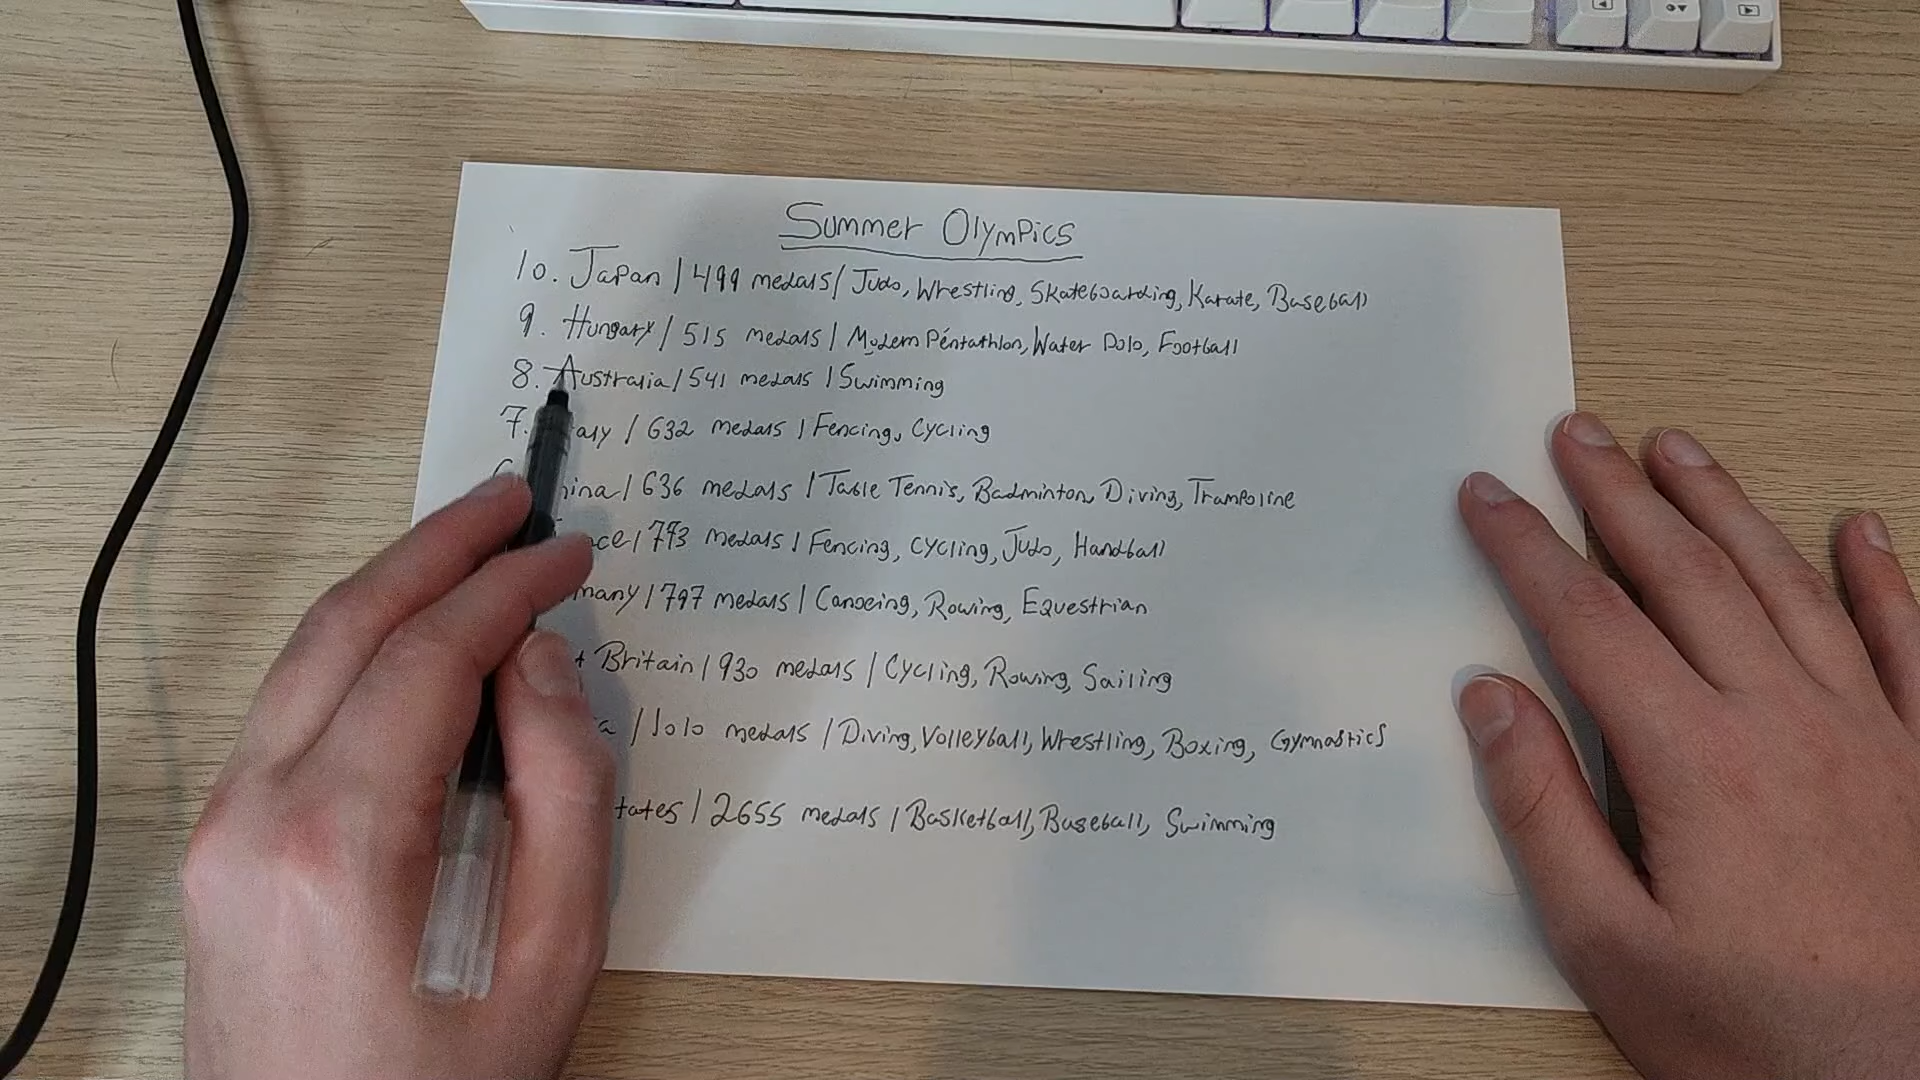 Summer Olympics
10. Japan / 499 medals / Judo, Wrestling, Skateboarding, Karate, Baseball
9. Hungary / 515 medals / Modern Pentathlon, Water Polo, Football
8. Australia / 541 medals / Swimming
7. aly / 632 medals / Fencing, Cycling
ina / 636 medals / Table Tennis, Badminton, Diving, Trampoline
ce / 773 medals / Fencing, Cycling, Judo, Handball
many / 797 medals / Canoeing, Rowing, Equestrian
t Britain / 930 medals / Cycling, Rowing, Sailing
a / 1010 medals / Diving, Volleyball, Wrestling, Boxing, Gymnastics
tates / 2655 medals / Basketball, Baseball, Swimming